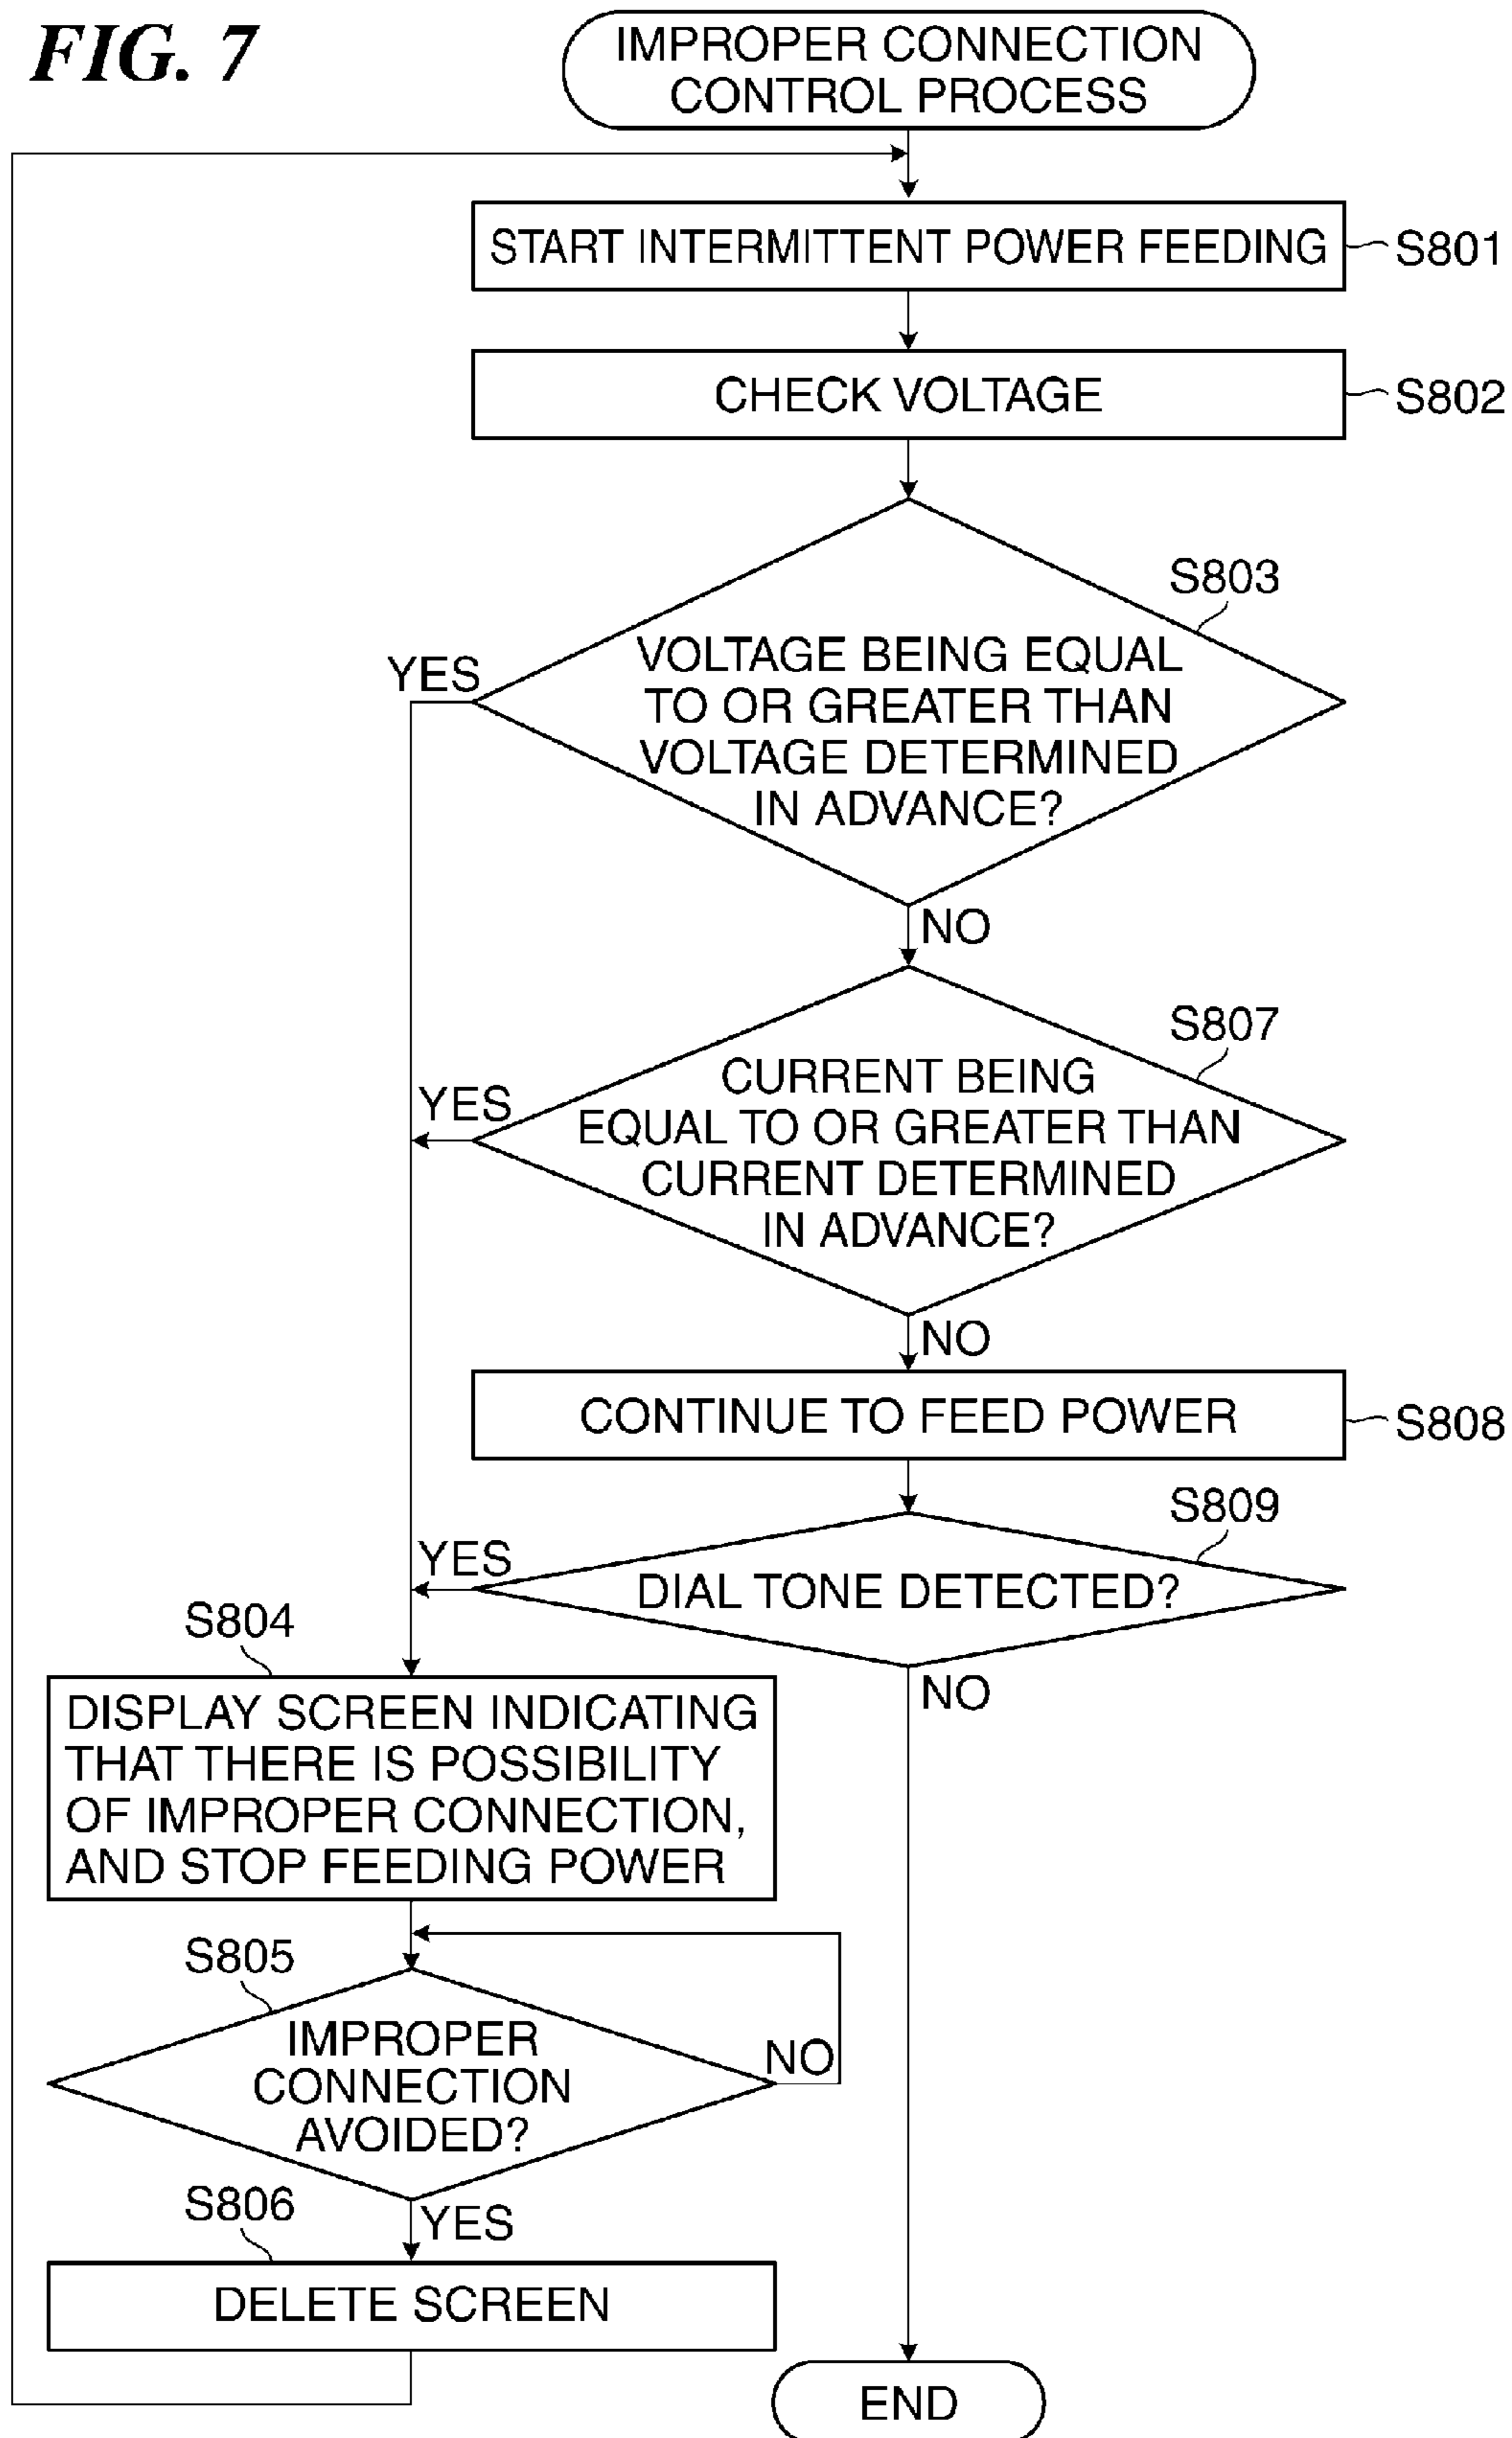 FIG. 7
IMPROPER CONNECTION
CONTROL PROCESS
START INTERMITTENT POWER FEEDING
S801
CHECK VOLTAGE
S802
S803
VOLTAGE BEING EQUAL
TO OR GREATER THAN
VOLTAGE DETERMINED
IN ADVANCE?
YES
NO
S807
CURRENT BEING
EQUAL TO OR GREATER THAN
CURRENT DETERMINED
IN ADVANCE?
YES
NO
CONTINUE TO FEED POWER
S808
S809
DIAL TONE DETECTED?
YES
NO
S804
DISPLAY SCREEN INDICATING
THAT THERE IS POSSIBILITY
OF IMPROPER CONNECTION,
AND STOP FEEDING POWER
S805
IMPROPER
CONNECTION
AVOIDED?
NO
YES
S806
DELETE SCREEN
END